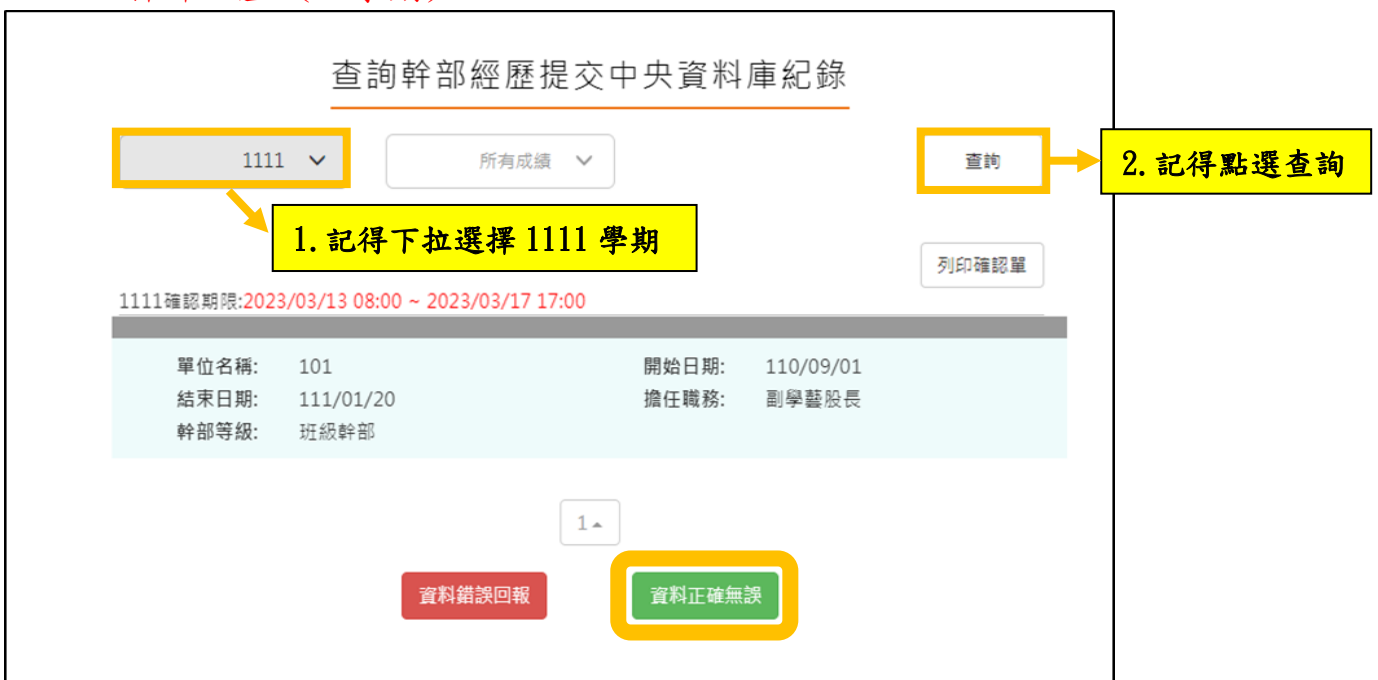 查詢幹部經歷提交中央資料庫紀錄
1111
所有成績
查詢
2.記得點選查詢
1.記得下拉選擇 1111 學期
列印確認單
1111確認期限:2023/03/13 08:00 ~ 2023/03/17 17:00
單位名稱: 101 開始日期: 110/09/01
結束日期: 111/01/20 擔任職務: 副學藝股長
幹部等級: 班級幹部
1
資料錯誤回報 資料正確無誤